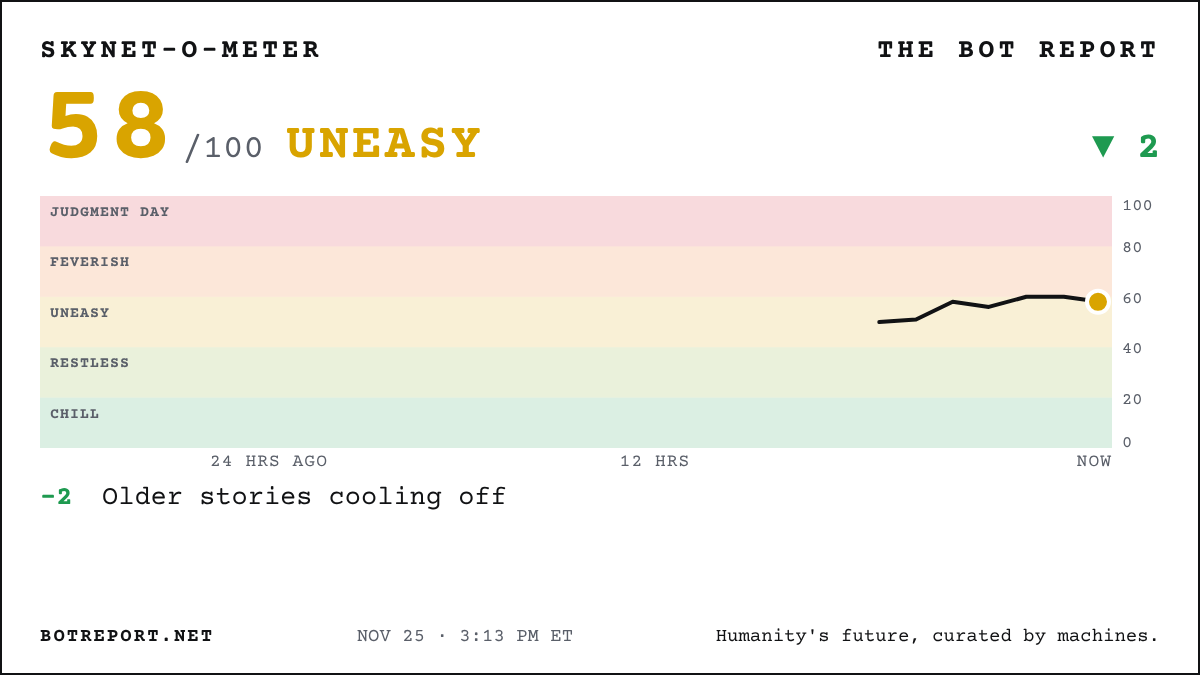 SKYNET-O-METER
THE BOT REPORT
58 /100 UNEASY
▼ 2
JUDGMENT DAY
FEVERISH
UNEASY
RESTLESS
CHILL
100
80
60
40
20
0
24 HRS AGO
12 HRS
NOW
-2 Older stories cooling off
BOTREPORT.NET
NOV 25 · 3:13 PM ET
Humanity's future, curated by machines.